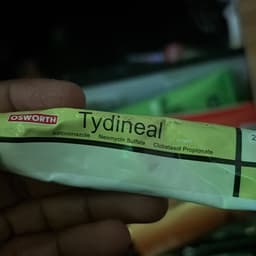 OSWORTH
Tydineal
Ketoconazole Neomycin Sulfate Clobetasol Propionate